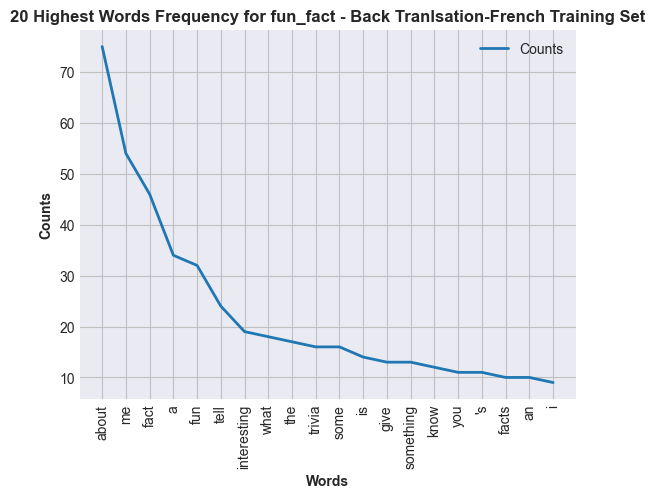 20 Highest Words Frequency for fun_fact - Back Tranlsation-French Training Set
Counts
Counts
70
60
50
40
30
20
10
about
me
fact
a
fun
tell
interesting
what
the
trivia
some
is
give
something
know
you
's
facts
an
i
Words